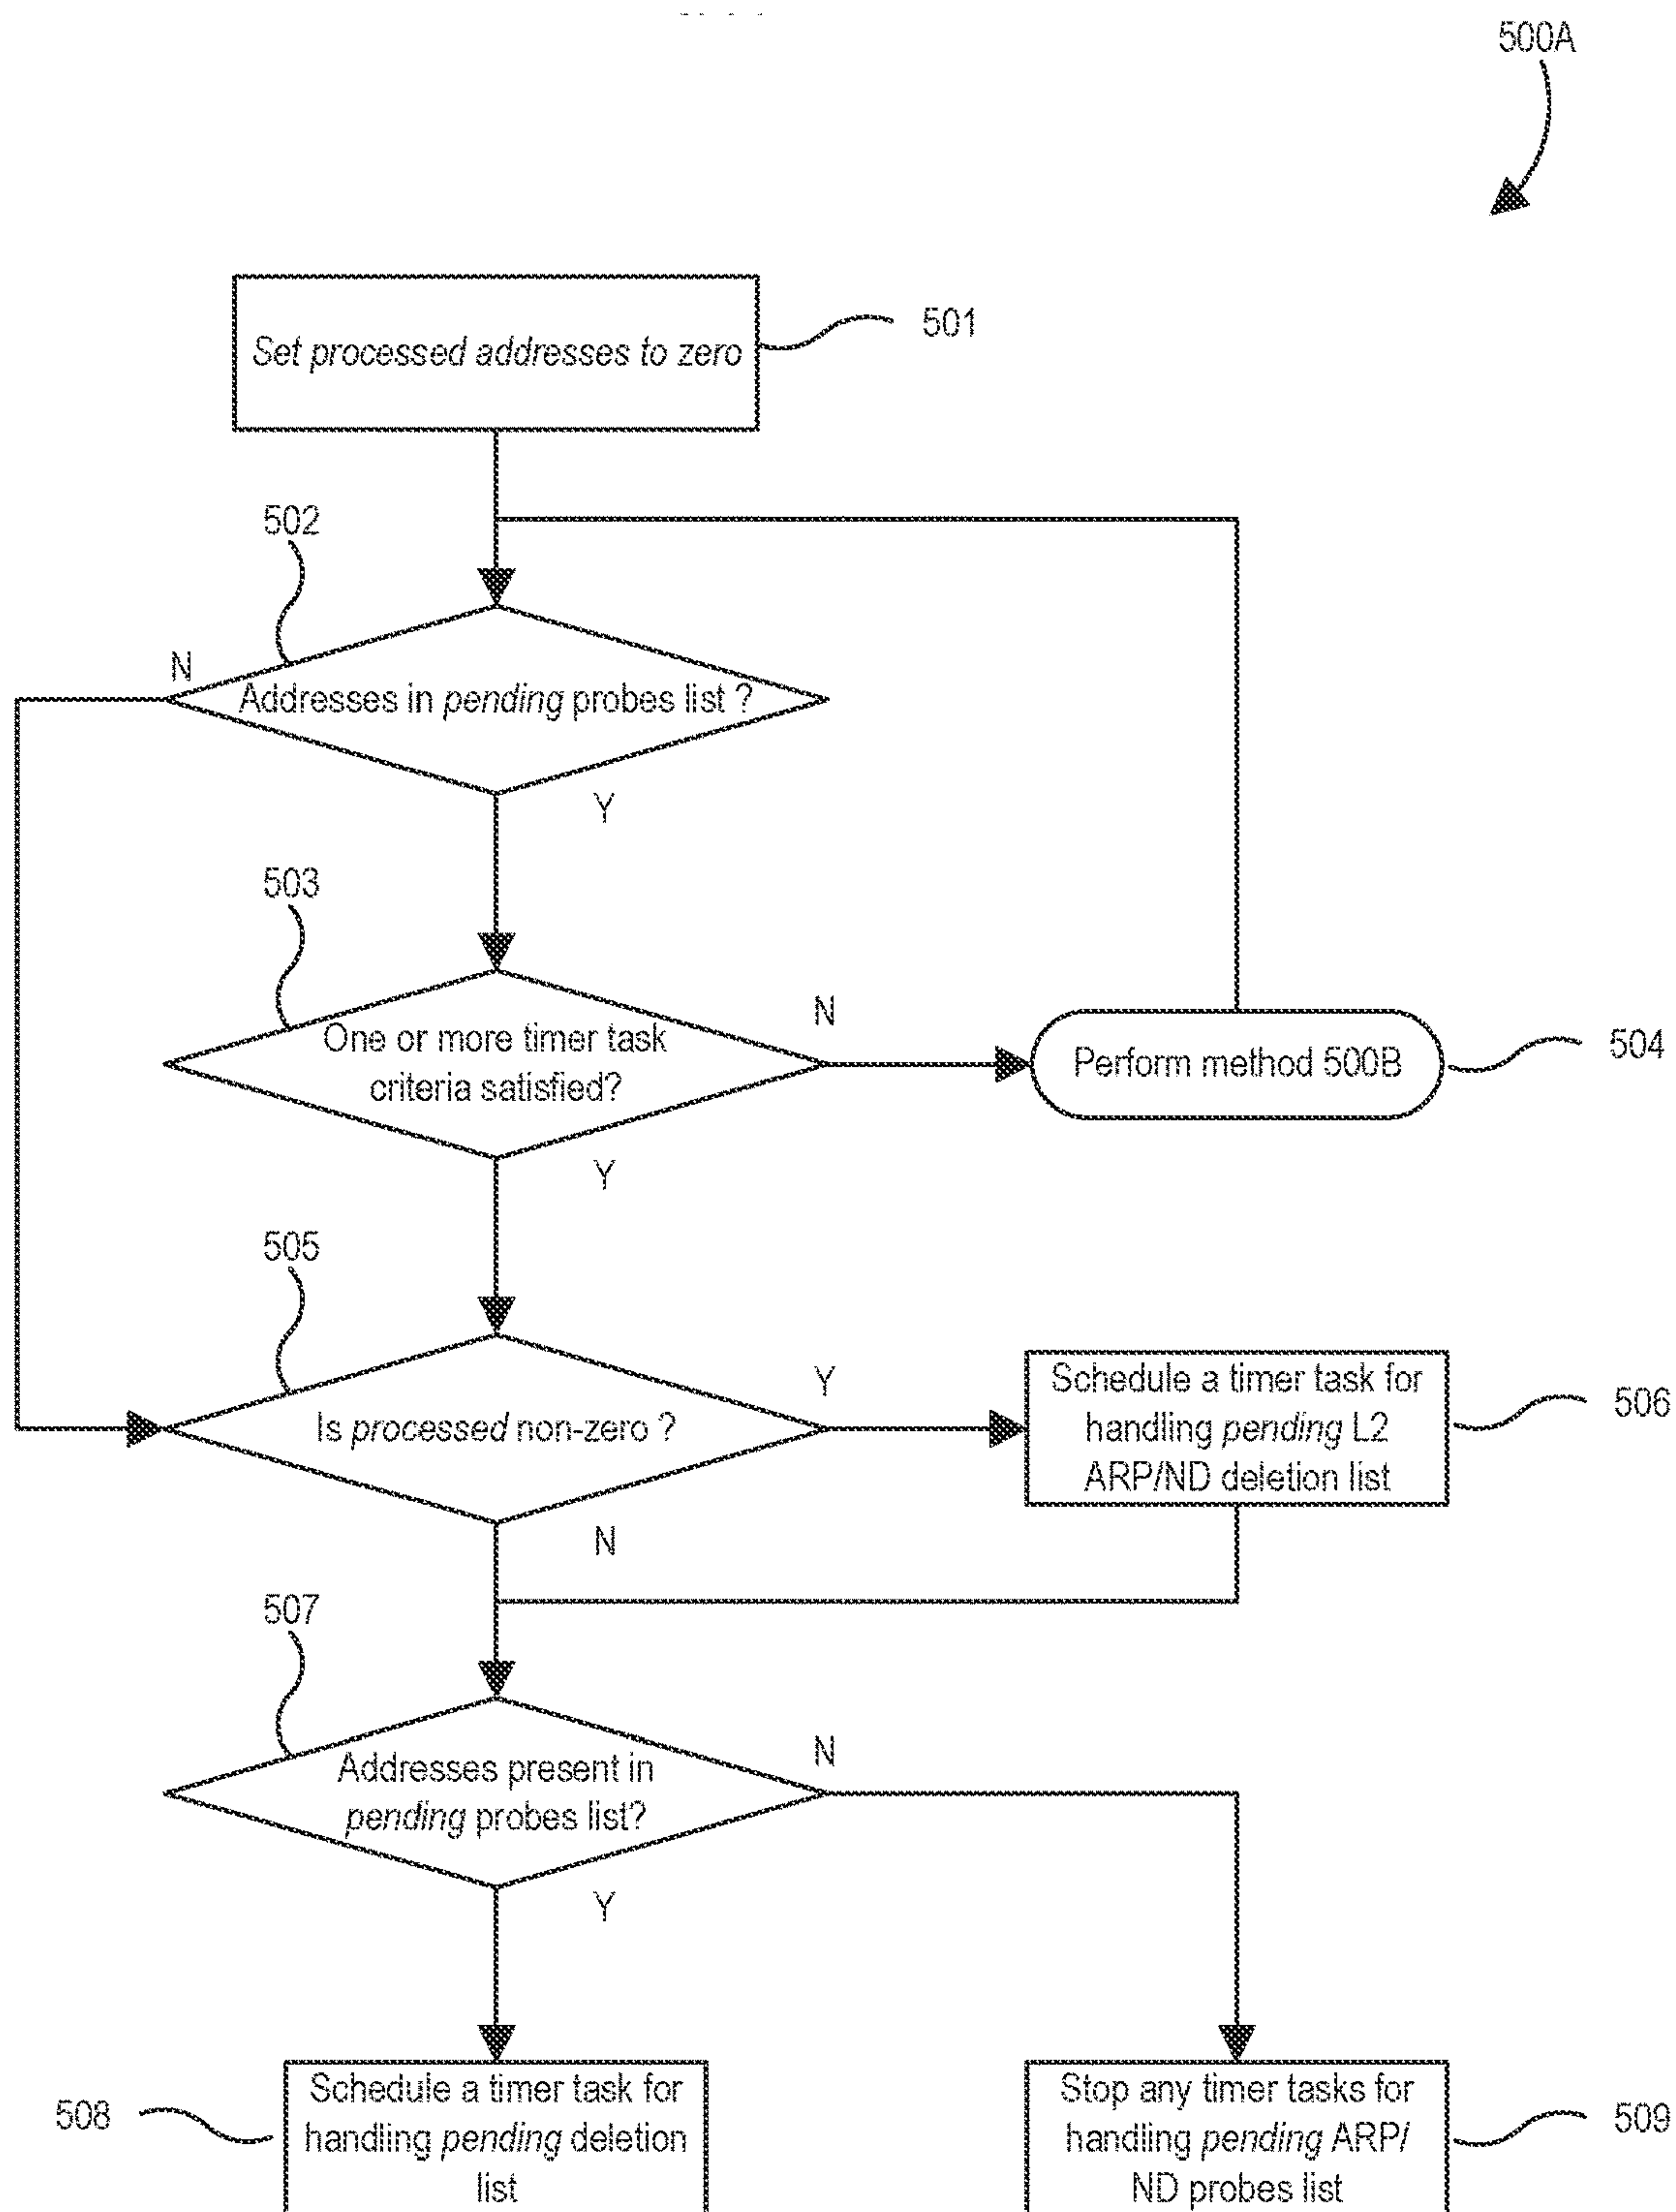 500A
Set processed addresses to zero
501
502
N
Addresses in pending probes list ?
Y
503
One or more timer task
criteria satisfied?
N
Perform method 500B
504
Y
505
Is processed non-zero ?
Y
Schedule a timer task for
handling pending L2
ARP/ND deletion list
506
N
507
Addresses present in
pending probes list?
N
Y
508
Schedule a timer task for
handling pending deletion
list
Stop any timer tasks for
handling pending ARP/
ND probes list
509